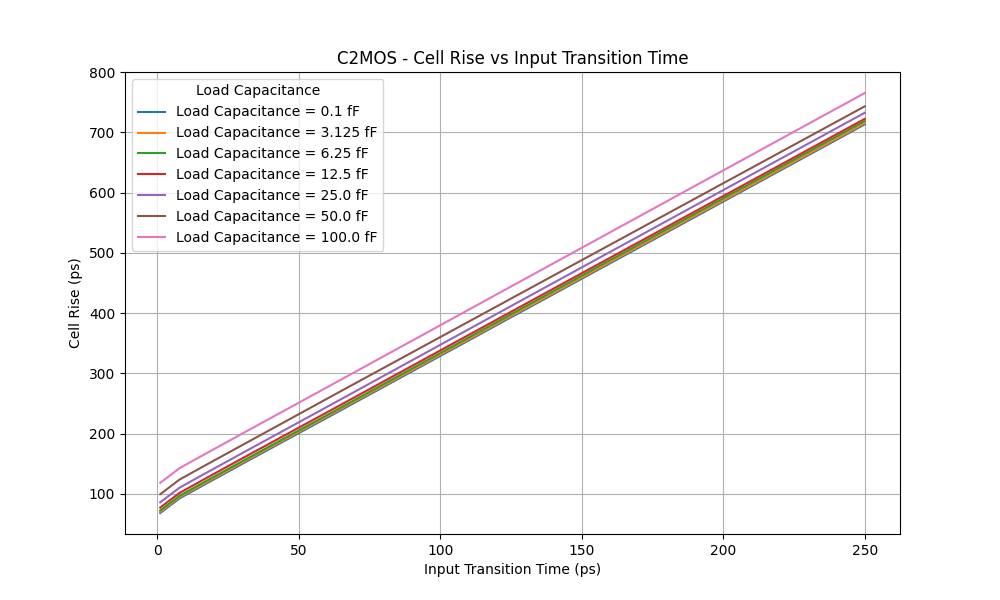 C2MOS - Cell Rise vs Input Transition Time
Load Capacitance
Load Capacitance = 0.1 fF
Load Capacitance = 3.125 fF
Load Capacitance = 6.25 fF
Load Capacitance = 12.5 fF
Load Capacitance = 25.0 fF
Load Capacitance = 50.0 fF
Load Capacitance = 100.0 fF
Cell Rise (ps)
800
700
600
500
400
300
200
100
0 50 100 150 200 250
Input Transition Time (ps)